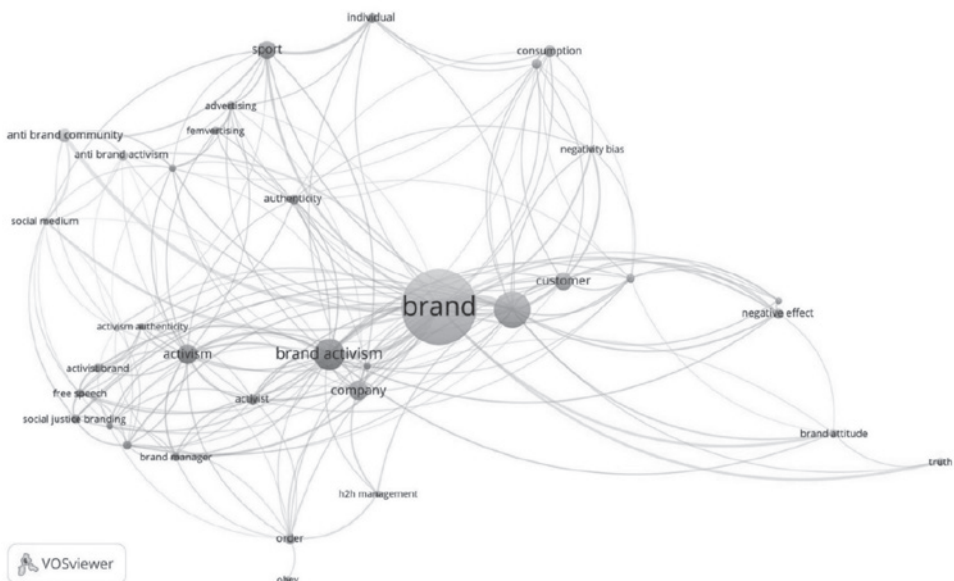 individual
sport
consumption
advertising
femvertising
anti brand community
anti brand activism
negativity bias
authenticity
social medium
customer
brand
negative effect
activism authenticity
activism
brand activism
activist brand
company
free speech
activist
social justice branding
brand attitude
brand manager
truth
h2h management
order
VOSviewer